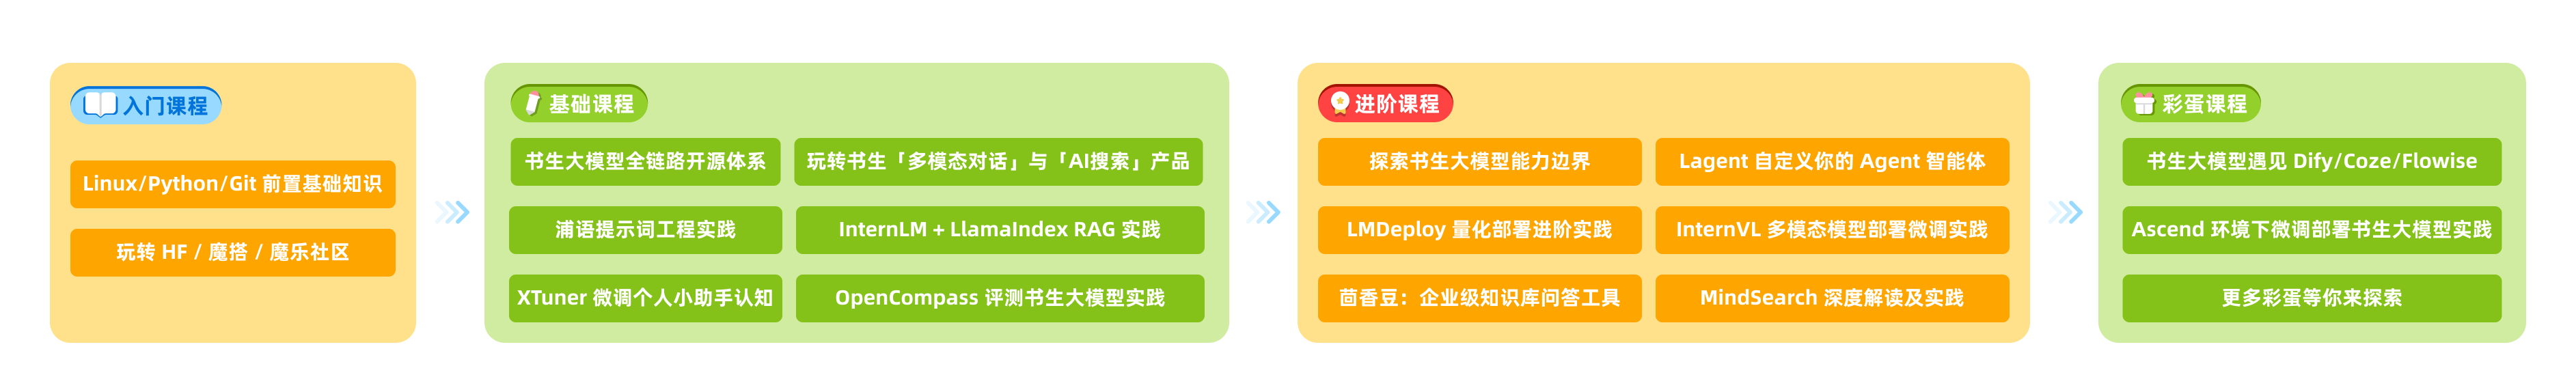 入门课程
Linux/Python/Git 前置基础知识
玩转 HF / 魔搭 / 魔乐社区
基础课程
书生大模型全链路开源体系
玩转书生「多模态对话」与「AI搜索」产品
浦语提示词工程实践
InternLM + LlamaIndex RAG 实践
XTuner 微调个人小助手认知
OpenCompass 评测书生大模型实践
进阶课程
探索书生大模型能力边界
Lagent 自定义你的 Agent 智能体
LMDeploy 量化部署进阶实践
InternVL 多模态模型部署微调实践
茴香豆：企业级知识库问答工具
MindSearch 深度解读及实践
彩蛋课程
书生大模型遇见 Dify/Coze/Flowise
Ascend 环境下微调部署书生大模型实践
更多彩蛋等你来探索